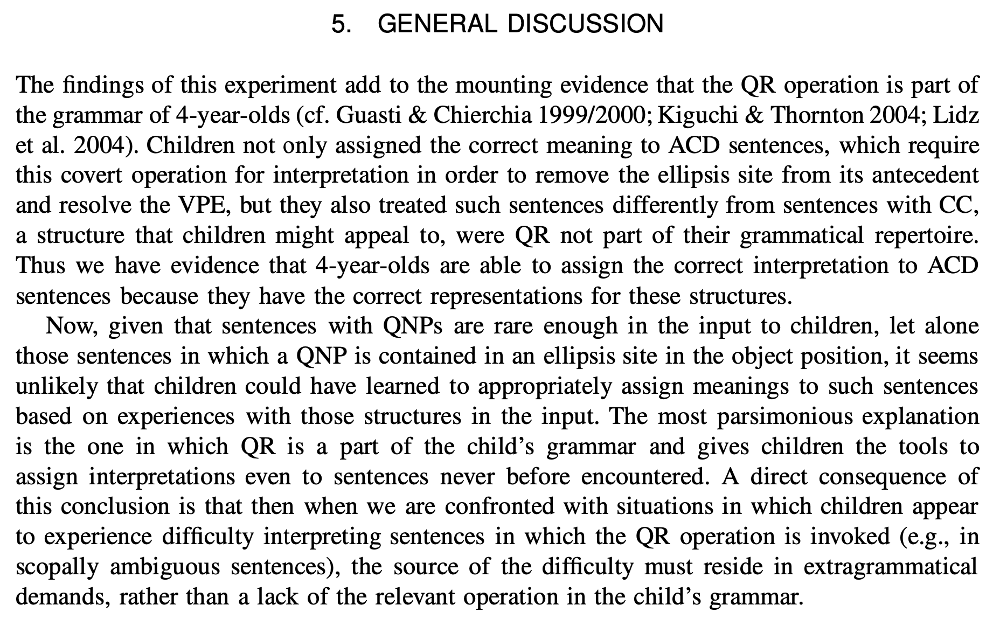 5. GENERAL DISCUSSION
The findings of this experiment add to the mounting evidence that the QR operation is part of
the grammar of 4-year-olds (cf. Guasti & Chierchia 1999/2000; Kiguchi & Thornton 2004; Lidz
et al. 2004). Children not only assigned the correct meaning to ACD sentences, which require
this covert operation for interpretation in order to remove the ellipsis site from its antecedent
and resolve the VPE, but they also treated such sentences differently from sentences with CC,
a structure that children might appeal to, were QR not part of their grammatical repertoire.
Thus we have evidence that 4-year-olds are able to assign the correct interpretation to ACD
sentences because they have the correct representations for these structures.
Now, given that sentences with QNPs are rare enough in the input to children, let alone
those sentences in which a QNP is contained in an ellipsis site in the object position, it seems
unlikely that children could have learned to appropriately assign meanings to such sentences
based on experiences with those structures in the input. The most parsimonious explanation
is the one in which QR is a part of the child’s grammar and gives children the tools to
assign interpretations even to sentences never before encountered. A direct consequence of
this conclusion is that then when we are confronted with situations in which children appear
to experience difficulty interpreting sentences in which the QR operation is invoked (e.g., in
scopally ambiguous sentences), the source of the difficulty must reside in extragrammatical
demands, rather than a lack of the relevant operation in the child’s grammar.